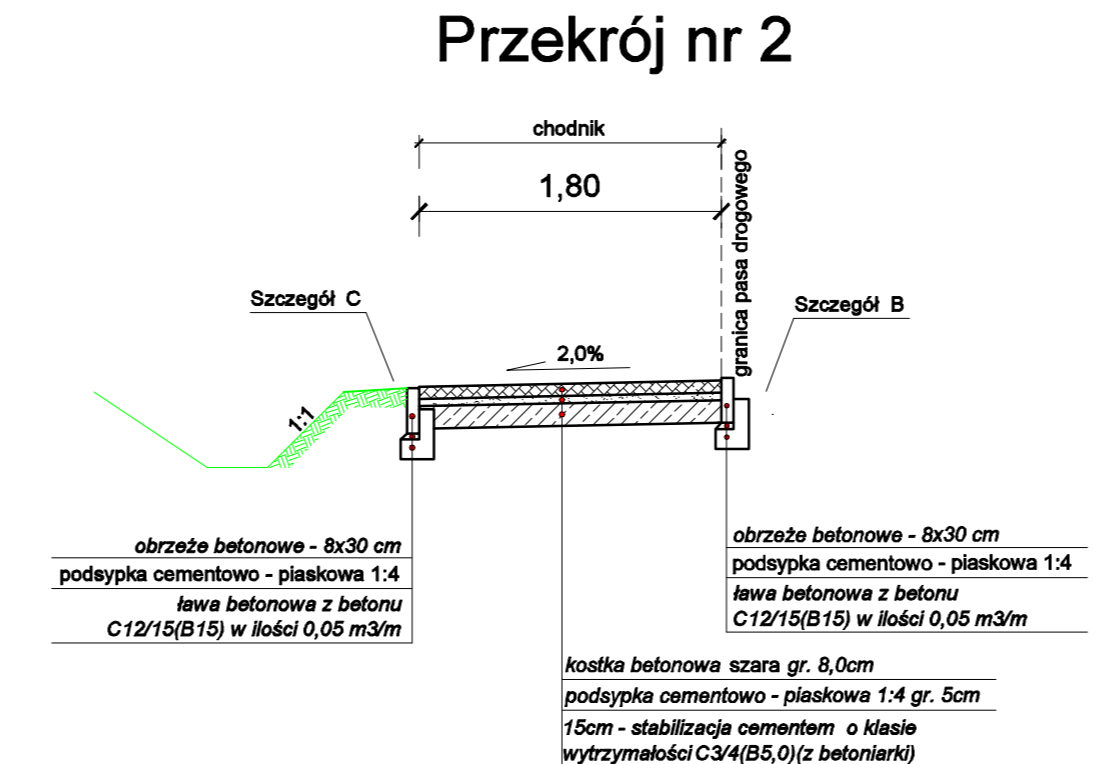 Przekrój nr 2
chodnik
1,80
granica pasa drogowego
Szczegół C
Szczegół B
2,0%
1:1
obrzeże betonowe - 8x30 cm
podsypka cementowo - piaskowa 1:4
ława betonowa z betonu
C12/15(B15) w ilości 0,05 m3/m
obrzeże betonowe - 8x30 cm
podsypka cementowo - piaskowa 1:4
ława betonowa z betonu
C12/15(B15) w ilości 0,05 m3/m
kostka betonowa szara gr. 8,0cm
podsypka cementowo - piaskowa 1:4 gr. 5cm
15cm - stabilizacja cementem o klasie
wytrzymałości C3/4(B5,0)(z betoniarki)